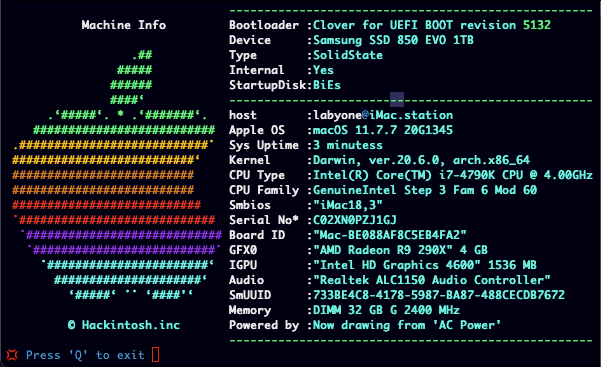 Machine Info
Bootloader :Clover for UEFI BOOT revision 5132
Device :Samsung SSD 850 EVO 1TB
Type :SolidState
Internal :Yes
StartupDisk:BiEs
host :labyone@iMac.station
Apple OS :macOS 11.7.7 20G1345
Sys Uptime :3 minutess
Kernel :Darwin, ver.20.6.0, arch.x86_64
CPU Type :Intel(R) Core(TM) i7-4790K CPU @ 4.00GHz
CPU Family :GenuineIntel Step 3 Fam 6 Mod 60
Smbios :"iMac18,3"
Serial No* :C02XN0PZJ1GJ
Board ID :"Mac-BE088AF8C5EB4FA2"
GFX0 :"AMD Radeon R9 290X" 4 GB
IGPU :"Intel HD Graphics 4600" 1536 MB
Audio :"Realtek ALC1150 Audio Controller"
SmUUID :733BE4C8-4178-5987-BA87-488CECDB7672
Memory :DIMM 32 GB G 2400 MHz
Powered by :Now drawing from 'AC Power'
© Hackintosh.inc
Press 'Q' to exit